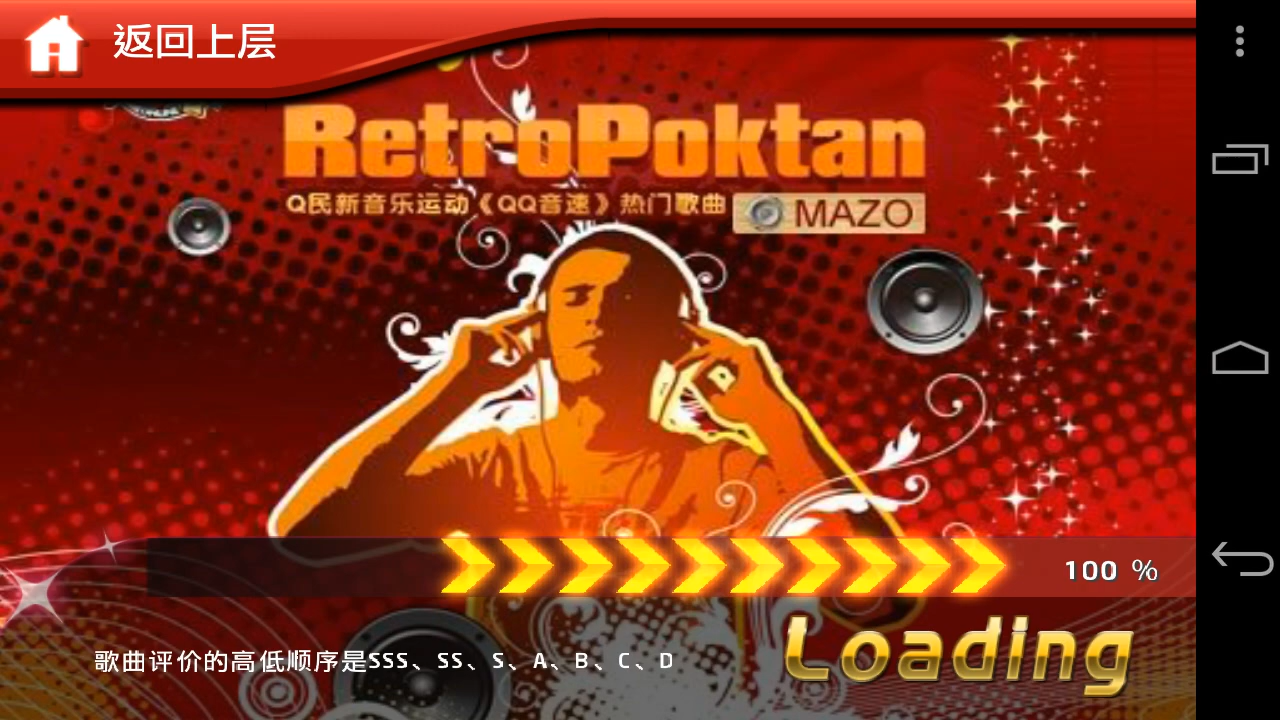 返回上层
RetroPoktan
Q民新音乐运动《QQ音速》热门歌曲
MAZO
100 %
Loading
歌曲评价的高低顺序是SSS、SS、S、A、B、C、D